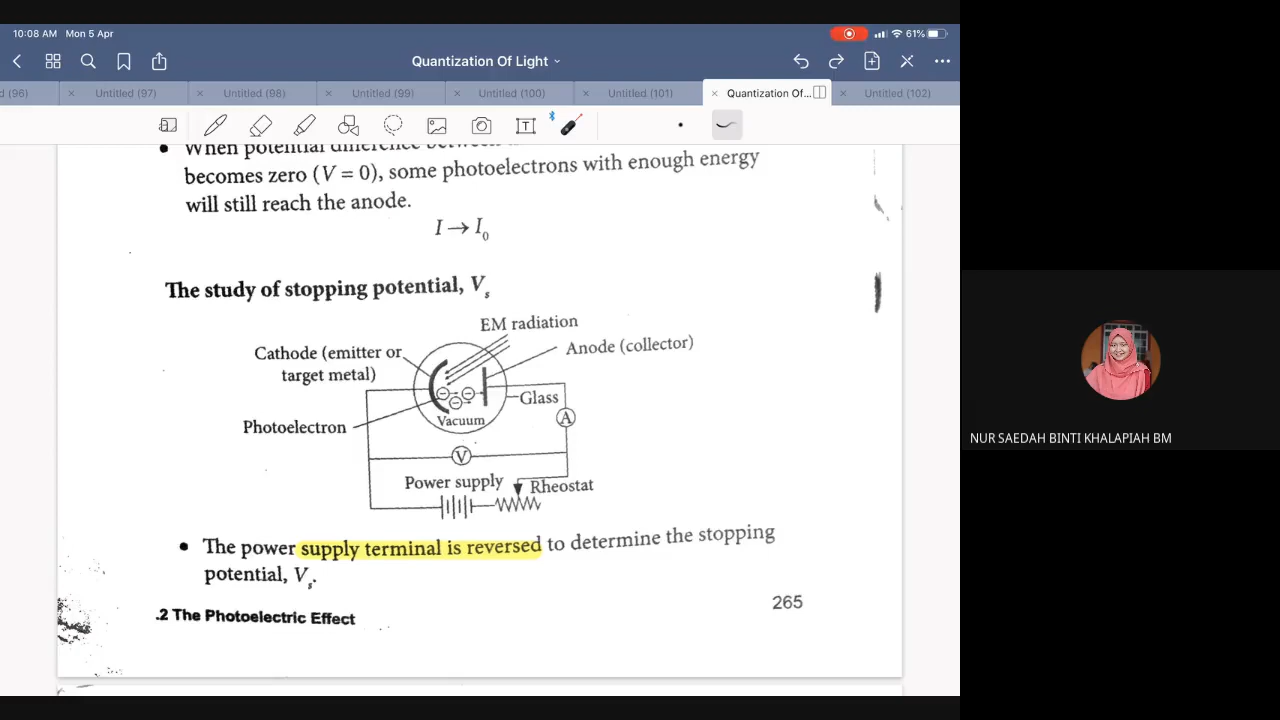 10:08 AM Mon 5 Apr
61%
Quantization Of Light
d (96)
Untitled (97)
Untitled (98)
Untitled (99)
Untitled (100)
Untitled (101)
Quantization Of...
Untitled (102)
When potential difference between
becomes zero (V = 0), some photoelectrons with enough energy
will still reach the anode.
I → I₀
The study of stopping potential, Vₛ
EM radiation
Cathode (emitter or
target metal)
Anode (collector)
Glass
Photoelectron
Vacuum
A
V
Power supply
Rheostat
• The power supply terminal is reversed to determine the stopping
potential, Vₛ.
.2 The Photoelectric Effect
265
NUR SAEDAH BINTI KHALAPIAH BM